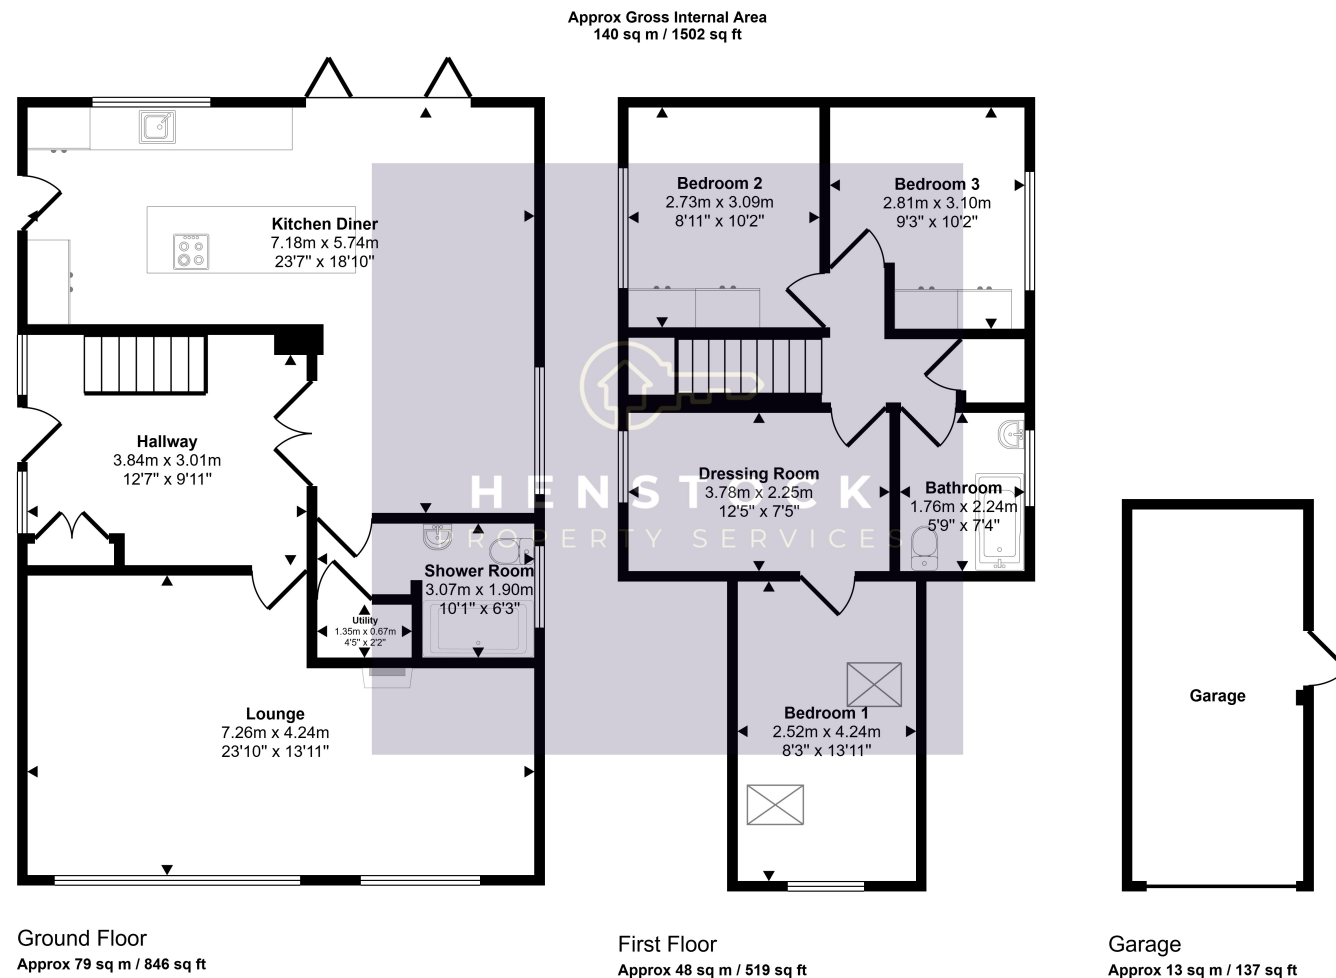 Approx Gross Internal Area
140 sq m / 1502 sq ft
Kitchen Diner
7.18m x 5.74m
23'7" x 18'10"
Hallway
3.84m x 3.01m
12'7" x 9'11"
Shower Room
3.07m x 1.90m
10'1" x 6'3"
Utility
1.35m x 0.67m
4'5" x 2'2"
Lounge
7.26m x 4.24m
23'10" x 13'11"
Ground Floor
Approx 79 sq m / 846 sq ft
Bedroom 2
2.73m x 3.09m
8'11" x 10'2"
Bedroom 3
2.81m x 3.10m
9'3" x 10'2"
Dressing Room
3.78m x 2.25m
12'5" x 7'5"
Bathroom
1.76m x 2.24m
5'9" x 7'4"
HENSTOCK
PROPERTY SERVICES
Bedroom 1
2.52m x 4.24m
8'3" x 13'11"
First Floor
Approx 48 sq m / 519 sq ft
Garage
Garage
Approx 13 sq m / 137 sq ft